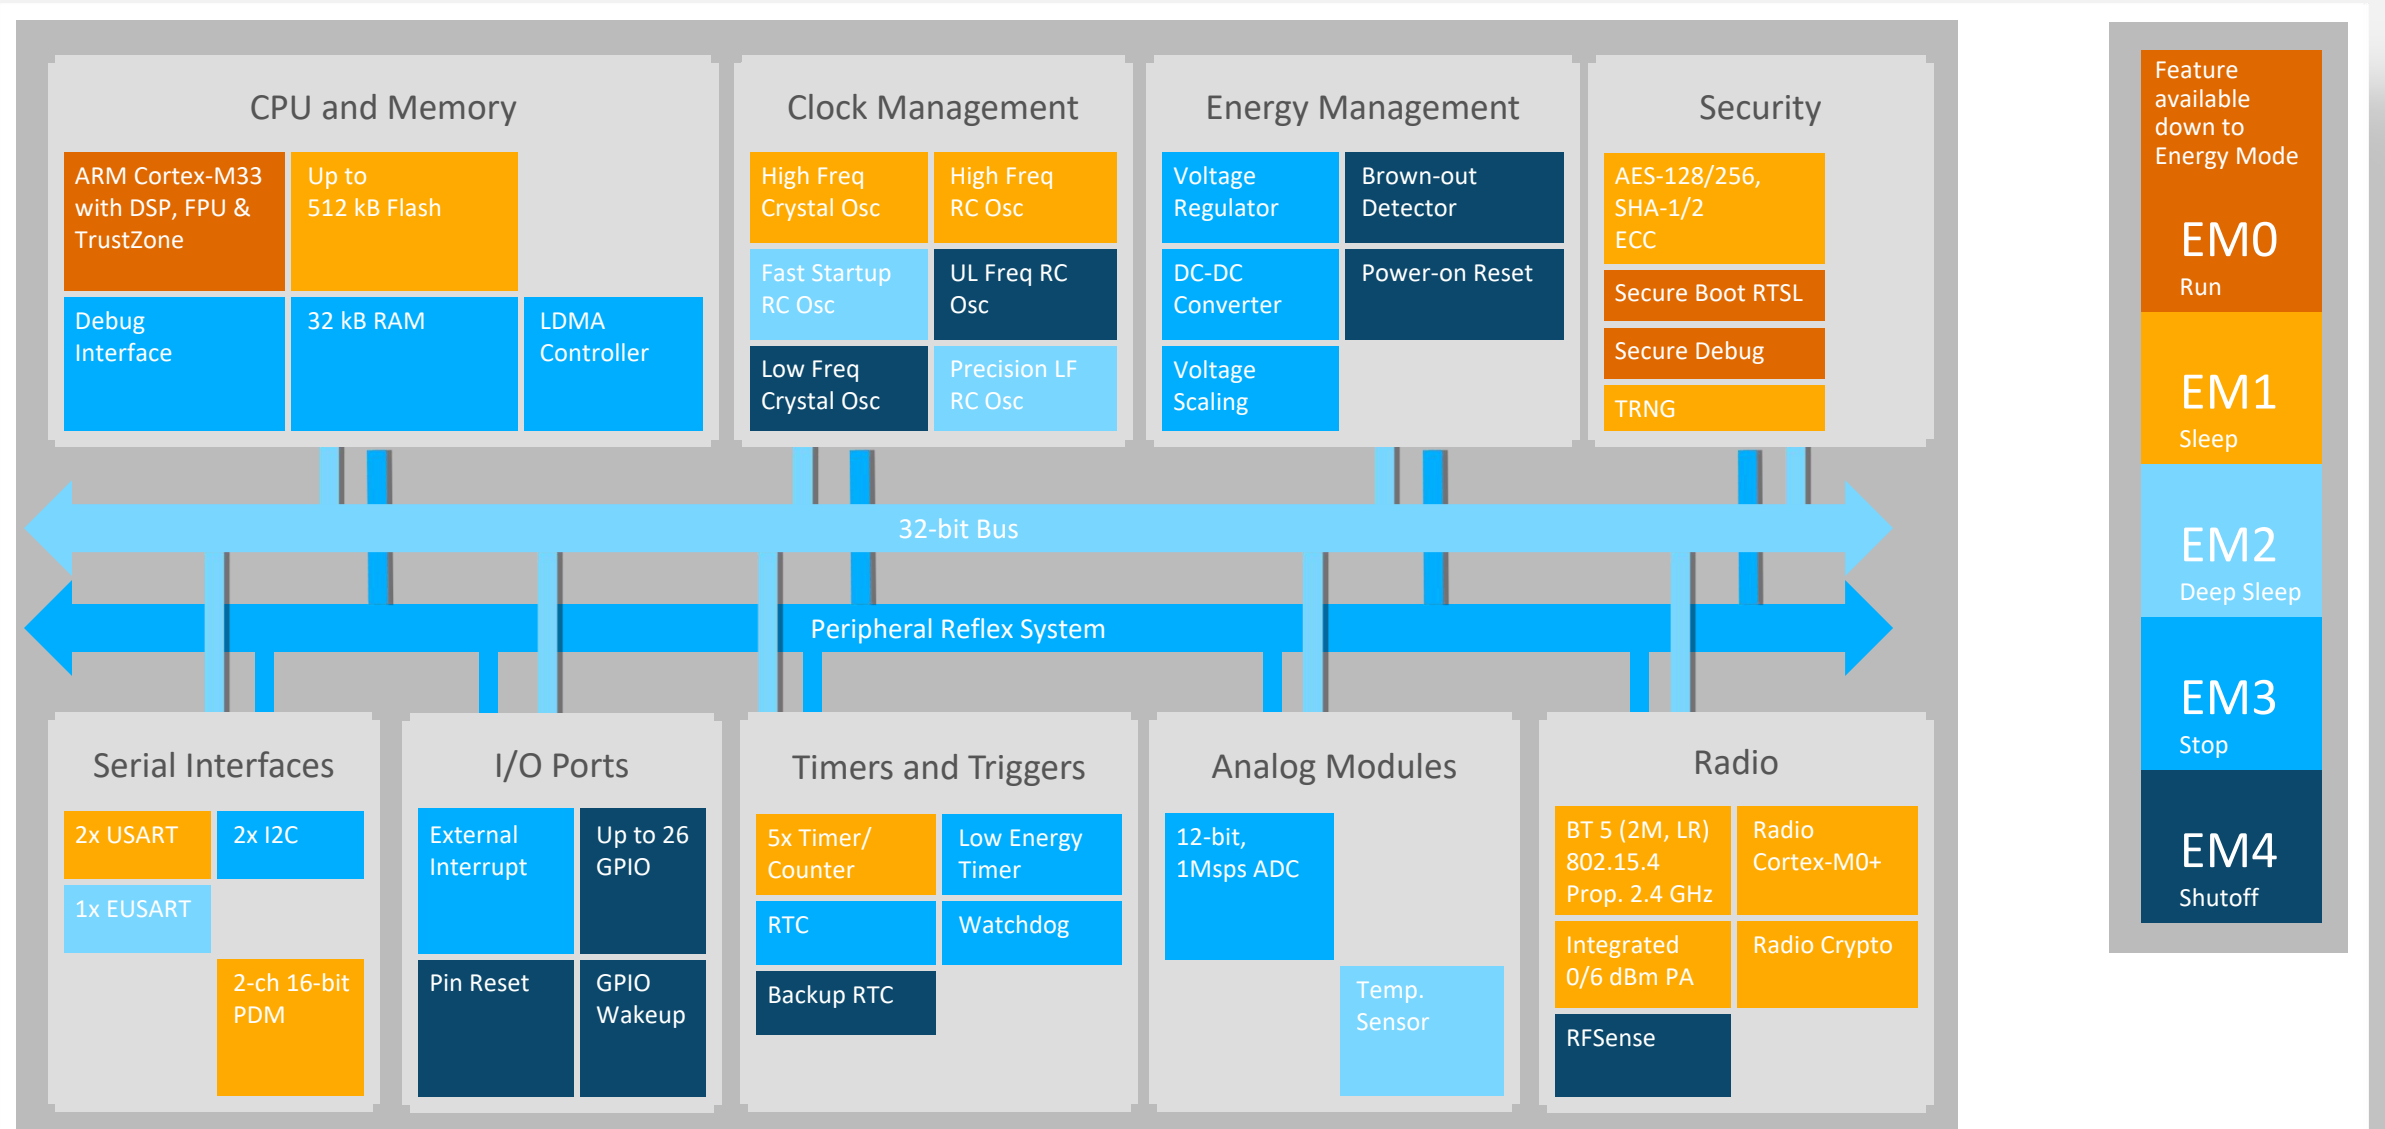 CPU and Memory
ARM Cortex-M33
with DSP, FPU &
TrustZone
Up to
512 kB Flash
Debug
Interface
32 kB RAM
LDMA
Controller
Clock Management
High Freq
Crystal Osc
High Freq
RC Osc
Fast Startup
RC Osc
UL Freq RC
Osc
Low Freq
Crystal Osc
Precision LF
RC Osc
Energy Management
Voltage
Regulator
Brown-out
Detector
DC-DC
Converter
Power-on Reset
Voltage
Scaling
Security
AES-128/256,
SHA-1/2
ECC
Secure Boot RTSL
Secure Debug
TRNG
32-bit Bus
Peripheral Reflex System
Serial Interfaces
2x USART
2x I2C
1x EUSART
2-ch 16-bit
PDM
I/O Ports
External
Interrupt
Up to 26
GPIO
Pin Reset
GPIO
Wakeup
Timers and Triggers
5x Timer/
Counter
Low Energy
Timer
RTC
Watchdog
Backup RTC
Analog Modules
12-bit,
1Msps ADC
Temp.
Sensor
Radio
BT 5 (2M, LR)
802.15.4
Prop. 2.4 GHz
Radio
Cortex-M0+
Integrated
0/6 dBm PA
Radio Crypto
RFSense
Feature
available
down to
Energy Mode
EM0
Run
EM1
Sleep
EM2
Deep Sleep
EM3
Stop
EM4
Shutoff